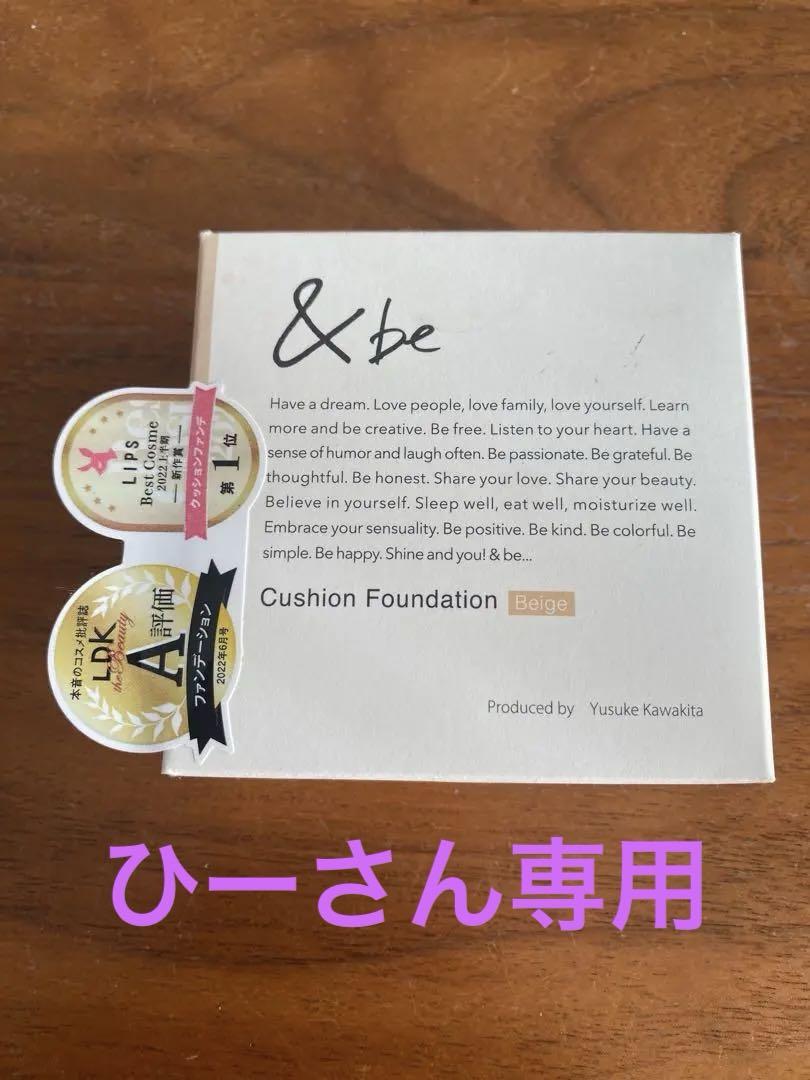 & be
Have a dream. Love people, love family, love yourself. Learn
more and be creative. Be free. Listen to your heart. Have a
sense of humor and laugh often. Be passionate. Be grateful. Be
thoughtful. Be honest. Share your love. Share your beauty.
Believe in yourself. Sleep well, eat well, moisturize well.
Embrace your sensuality. Be positive. Be kind. Be colorful. Be
simple. Be happy. Shine and you! & be...
Cushion Foundation Beige
Produced by Yusuke Kawakita
LIPS
Best Cosme
2022上半期
新作賞
クッションファンデ
第1位
本音のコスメ批評誌
LDK
the Beauty
A評価
ファンデーション
2022年6月号
ひーさん専用